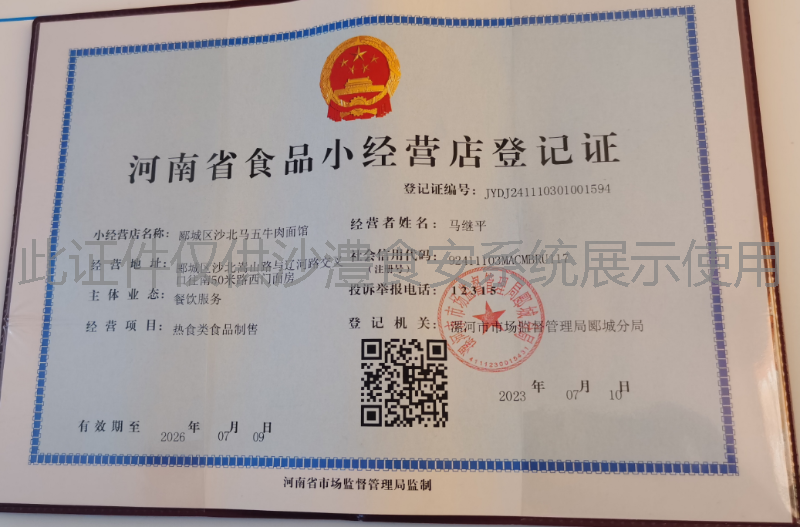 河南省食品小经营店登记证
登记证编号: JYDJ241110301001594
小经营店名称: 郾城区沙北马五牛肉面馆
经营者姓名: 马继平
经营地址: 郾城区沙北嵩山路与辽河路交叉
口往南50米路西门面房
社会信用代码:
(注册号)
主体业态: 餐饮服务
投诉举报电话: 12315
经营项目: 热食类食品制售
登记机关: 漯河市市场监督管理局郾城分局
2023 年 07 月 10 日
有效期至 2026 年 07 月 09 日
河南省市场监督管理局监制
此证件仅供沙澧食安系统展示使用